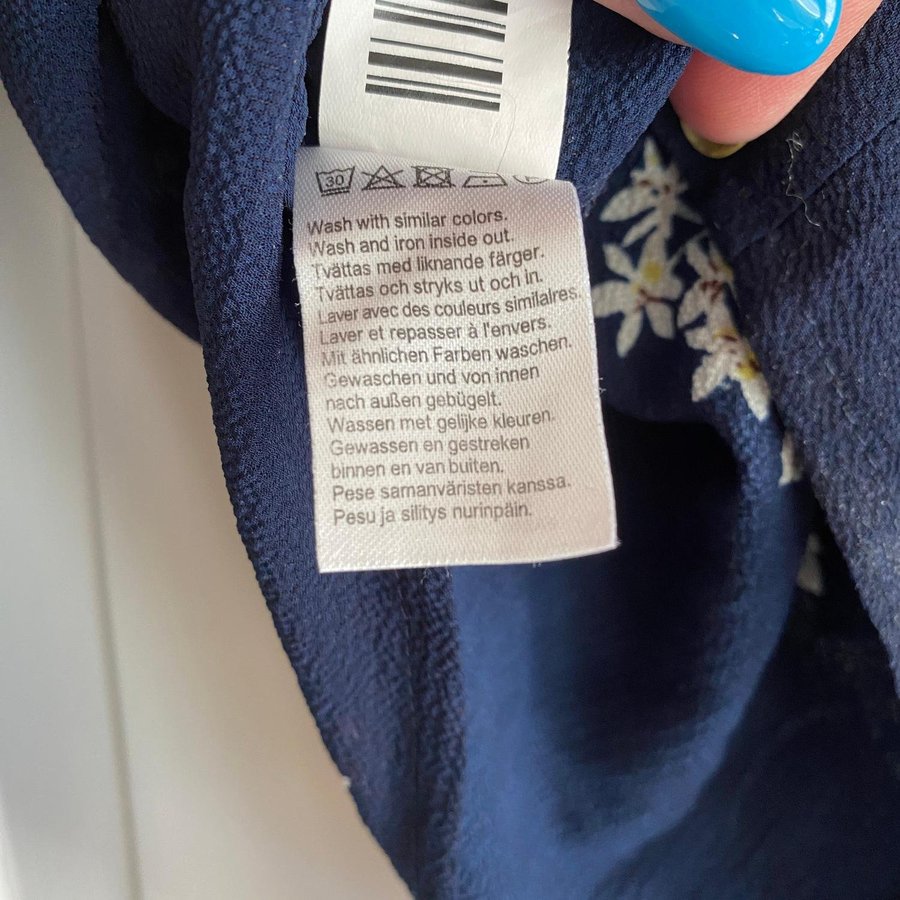 30
Wash with similar colors.
Wash and iron inside out.
Tvättas med liknande färger.
Tvättas och stryks ut och in.
Laver avec des couleurs similaires.
Laver et repasser à l'envers.
Mit ähnlichen Farben waschen.
Gewaschen und von innen
nach außen gebügelt.
Wassen met gelijke kleuren.
Gewassen en gestreken
binnen en van buiten.
Pese samanväristen kanssa.
Pesu ja silitys nurinpäin.